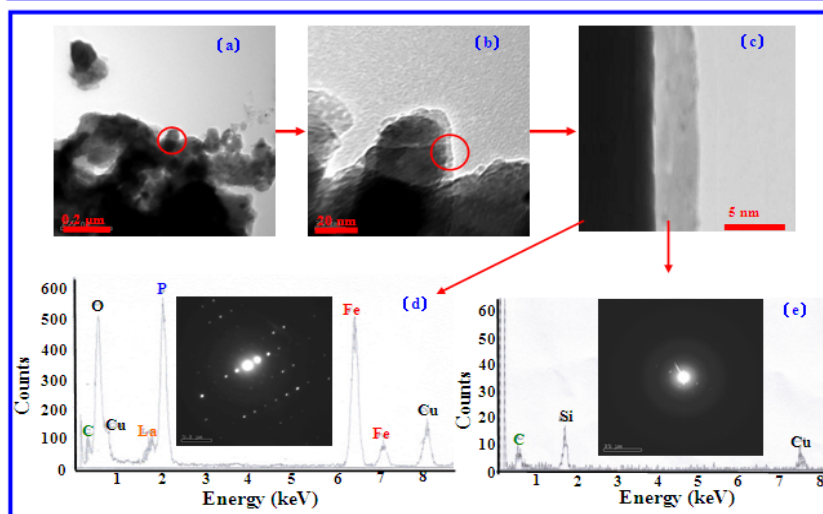 (a)
(b)
(c)
0.2 μm
20 nm
5 nm
(d)
(e)
Counts
600
500
400
300
200
100
0
O
P
C
Cu
La
Fe
Fe
Cu
1 2 3 4 5 6 7 8
Energy (keV)
Counts
60
50
40
30
20
10
0
C
Si
Cu
1 2 3 4 5 6 7 8
Energy (keV)